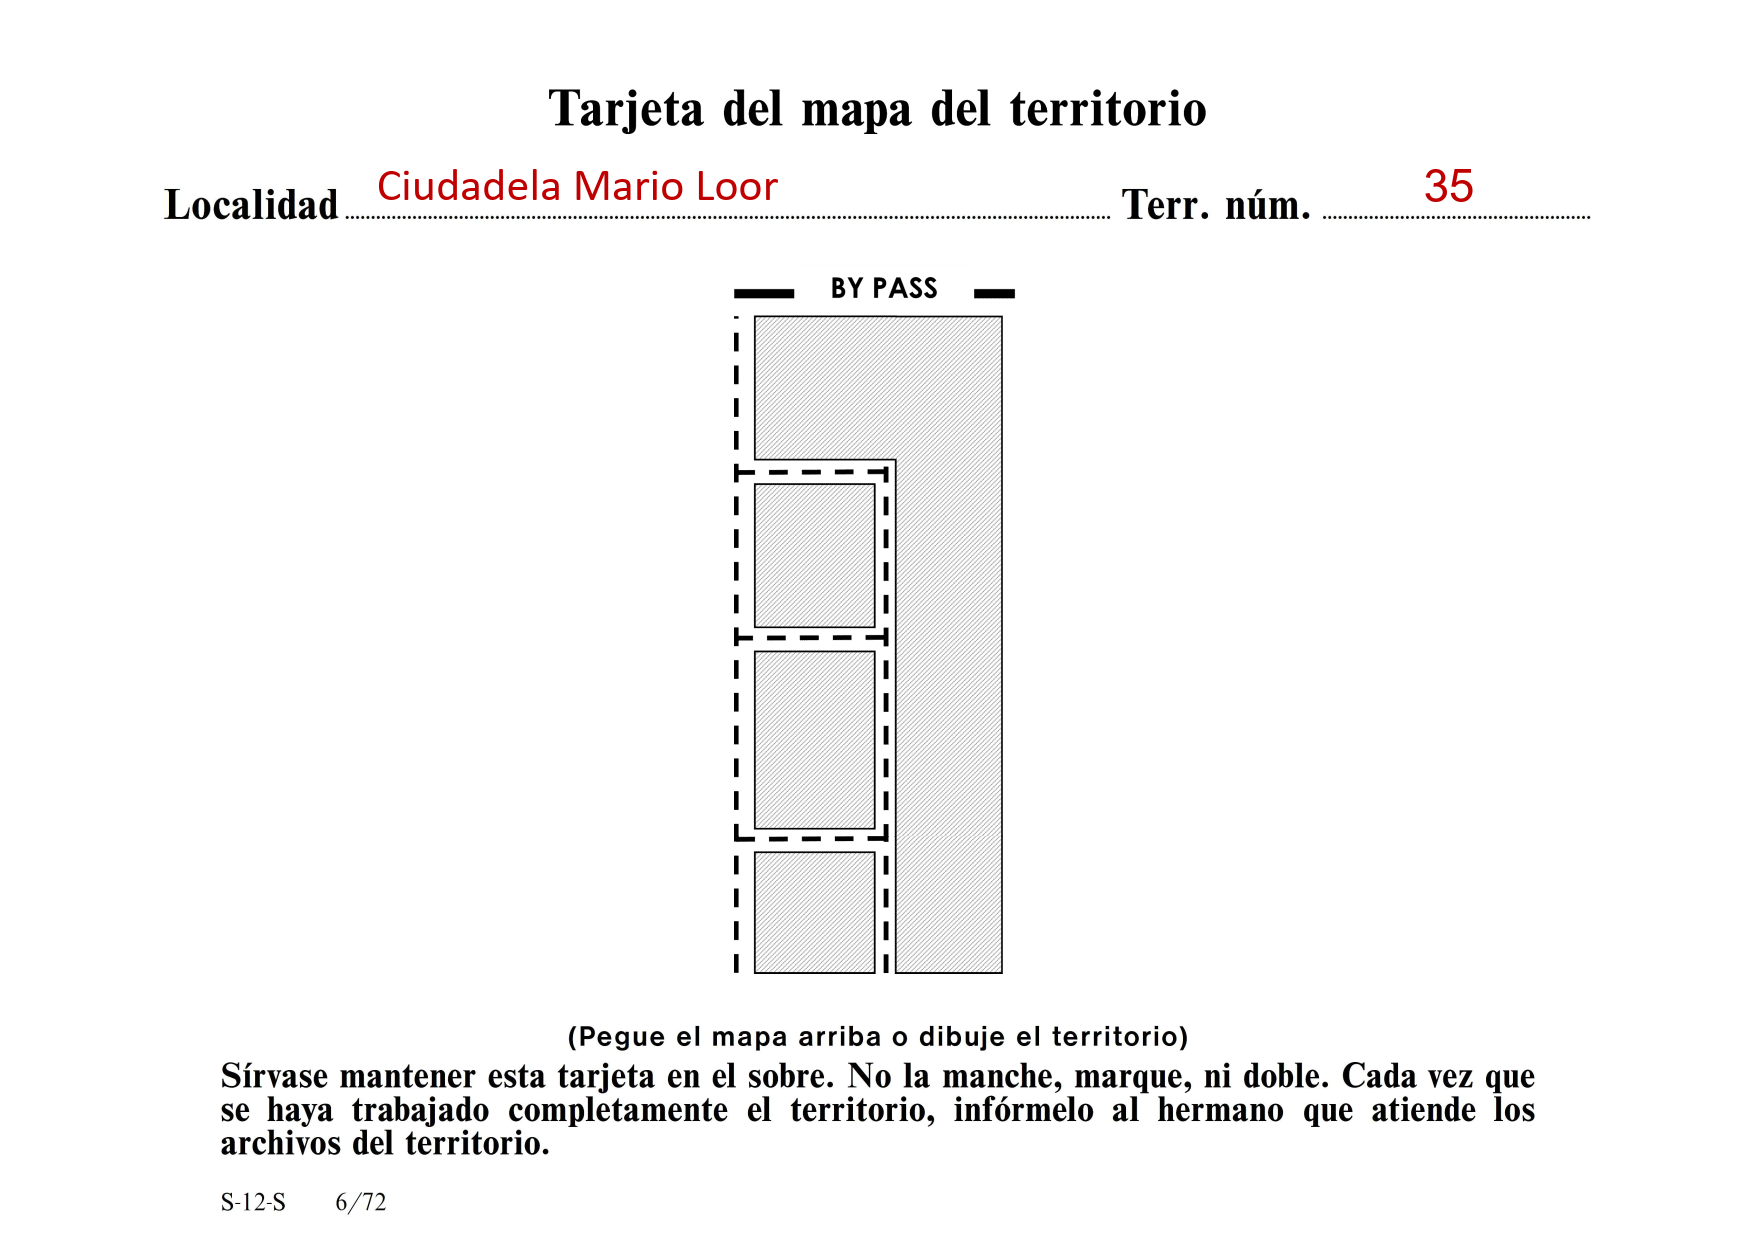 Tarjeta del mapa del territorio
Localidad Ciudadela Mario Loor Terr. núm. 35
BY PASS
(Pegue el mapa arriba o dibuje el territorio)
Sírvase mantener esta tarjeta en el sobre. No la manche, marque, ni doble. Cada vez que
se haya trabajado completamente el territorio, infórmelo al hermano que atiende los
archivos del territorio.
S-12-S 6/72